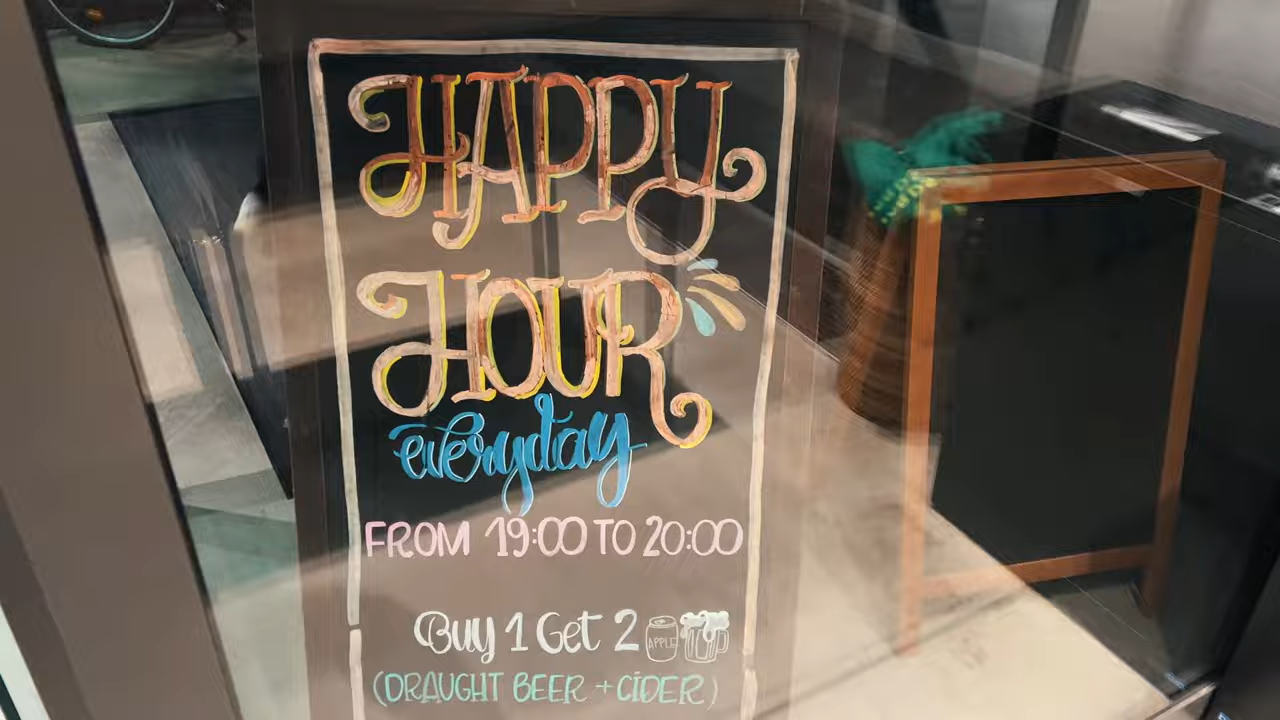 HAPPY
HOUR
everyday
FROM 19:00 TO 20:00
Buy 1 Get 2
APPLE
(DRAUGHT BEER + CIDER)